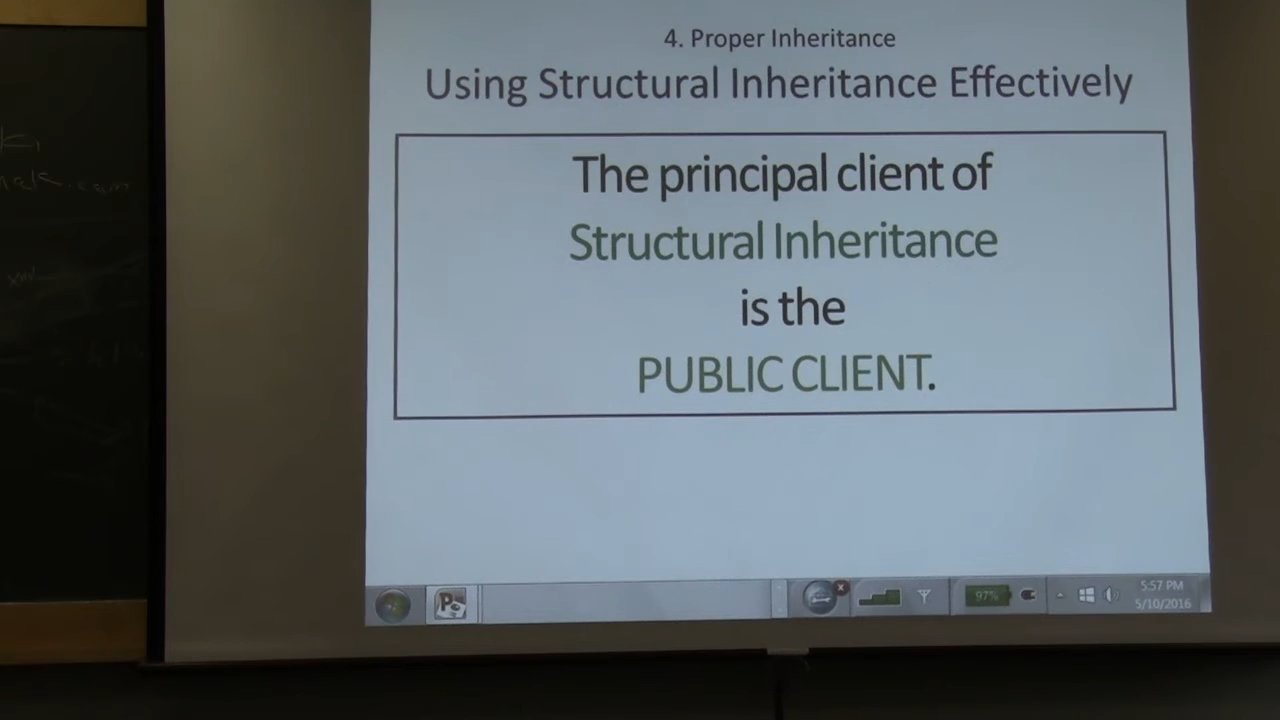 4. Proper Inheritance
Using Structural Inheritance Effectively
The principal client of
Structural Inheritance
is the
PUBLIC CLIENT.
97%
5:57 PM
5/10/2016